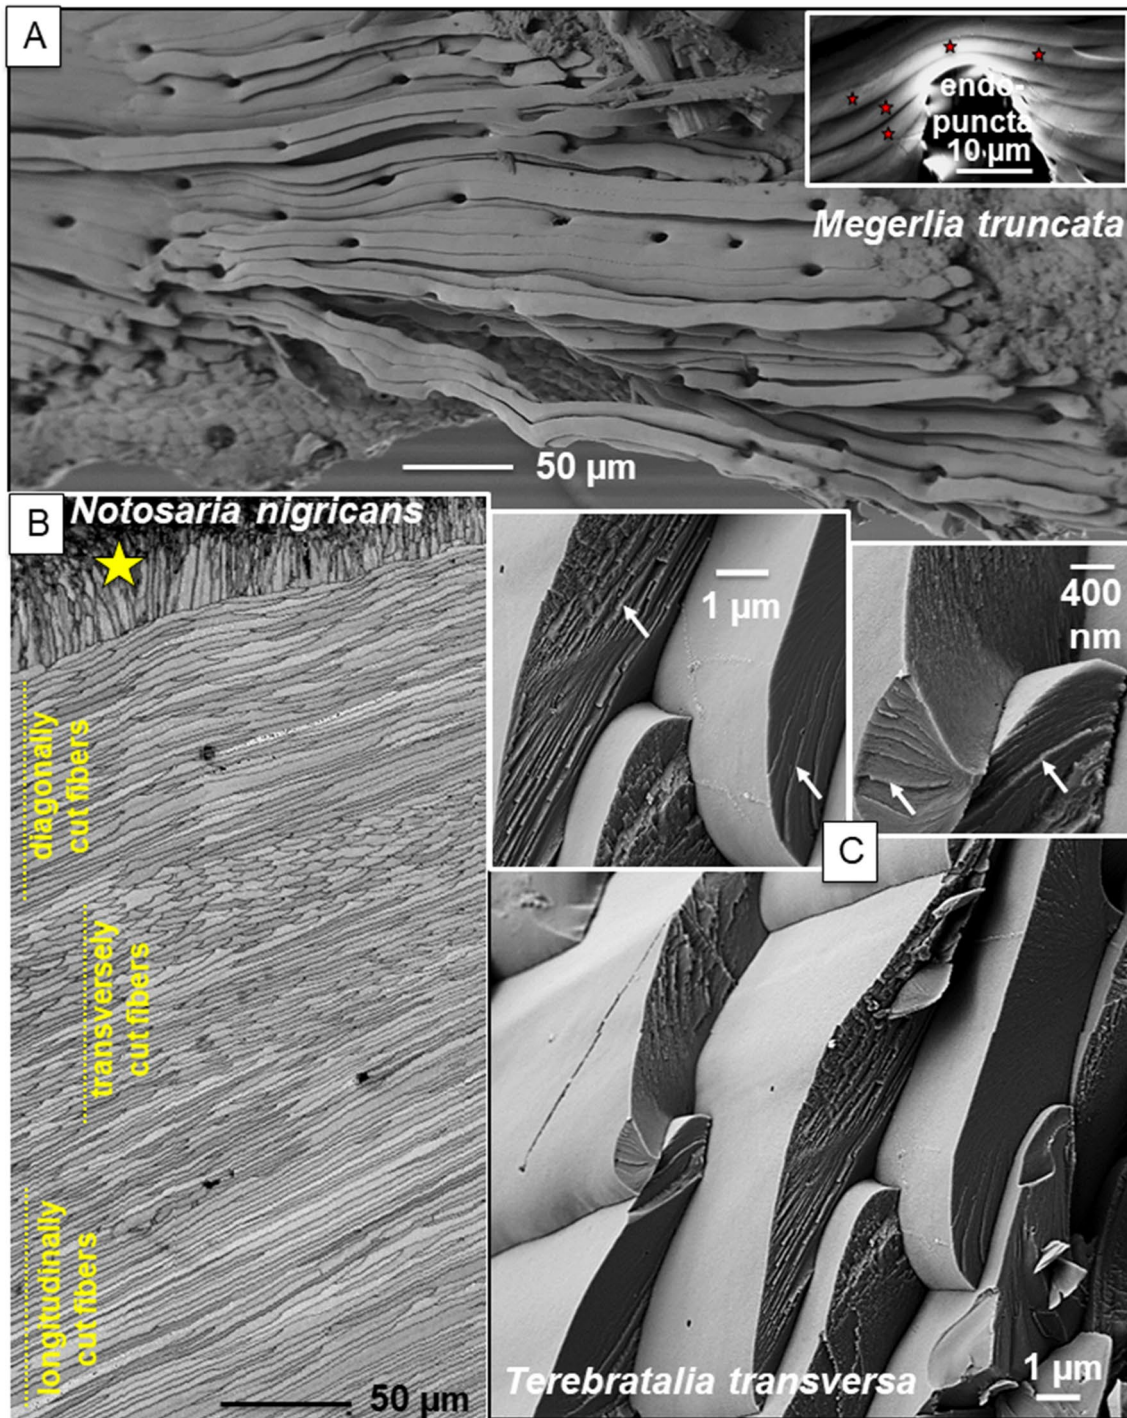 A
endo-
puncta
10 µm
Megerlia truncata
50 µm
B
Notosaria nigricans
diagonally
cut fibers
transversely
cut fibers
longitudinally
cut fibers
50 µm
1 µm
400
nm
C
Terebratalia transversa
1 µm